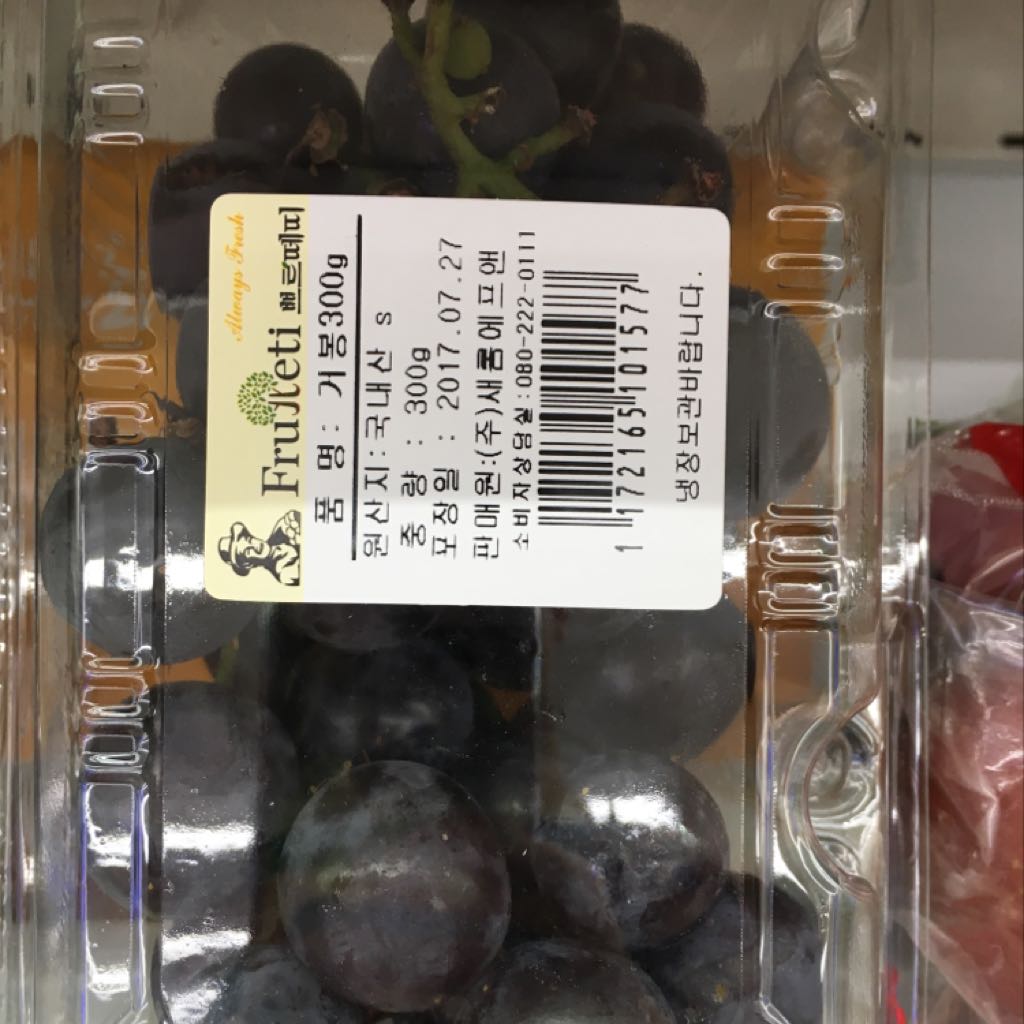 Always Fresh
Fruteti 쁘르떼띠
품 명 : 거봉300g
원산지:국내산 s
중 량 : 300g
포장일 : 2017.07.27
판매원:(주)새롬에프앤
소비자상담실:080-222-0111
1 172165 101577
냉장보관바랍니다.